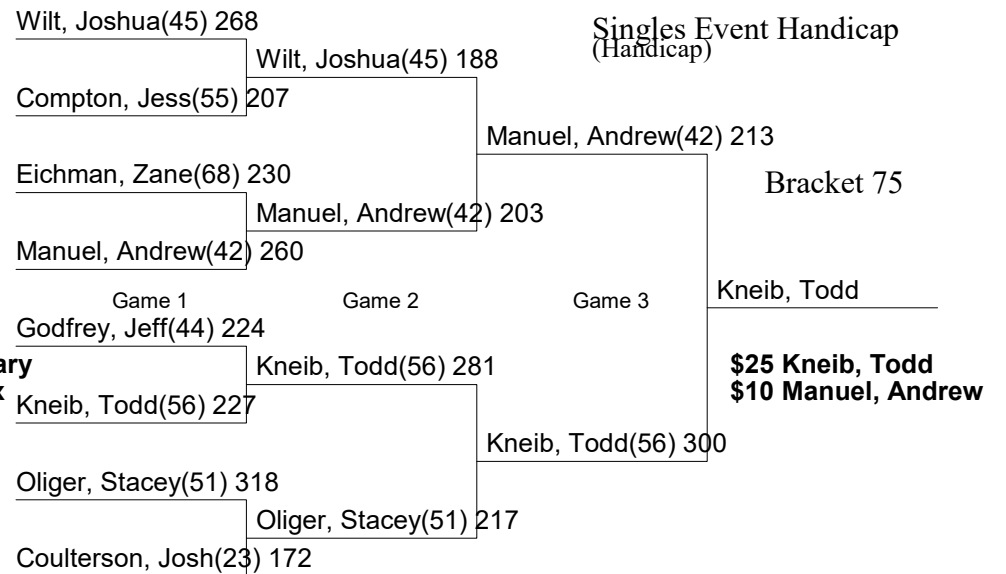 Wilt, Joshua(45) 268
Singles Event Handicap
(Handicap)
Wilt, Joshua(45) 188
Compton, Jess(55) 207
Manuel, Andrew(42) 213
Eichman, Zane(68) 230
Bracket 75
Manuel, Andrew(42) 203
Manuel, Andrew(42) 260
Game 1 Game 2 Game 3
Kneib, Todd
Godfrey, Jeff(44) 224
Kneib, Todd(56) 281
$25 Kneib, Todd
$10 Manuel, Andrew
Kneib, Todd(56) 227
Kneib, Todd(56) 300
Oliger, Stacey(51) 318
Oliger, Stacey(51) 217
Coulterson, Josh(23) 172